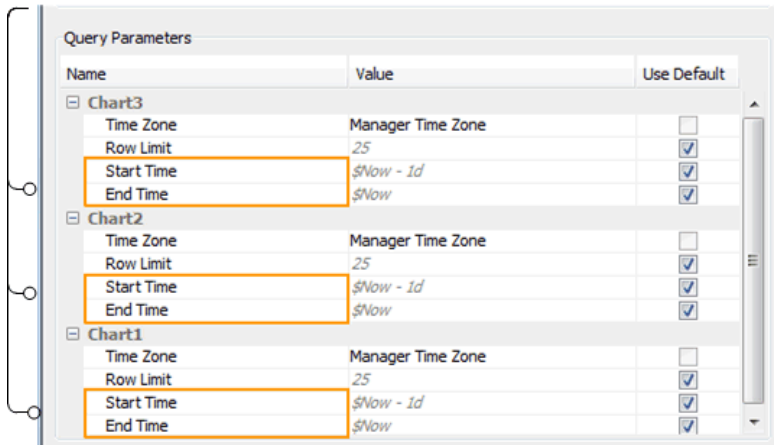 Query Parameters
Name Value Use Default
Chart3
Time Zone Manager Time Zone
Row Limit 25
Start Time $Now - 1d
End Time $Now
Chart2
Time Zone Manager Time Zone
Row Limit 25
Start Time $Now - 1d
End Time $Now
Chart1
Time Zone Manager Time Zone
Row Limit 25
Start Time $Now - 1d
End Time $Now